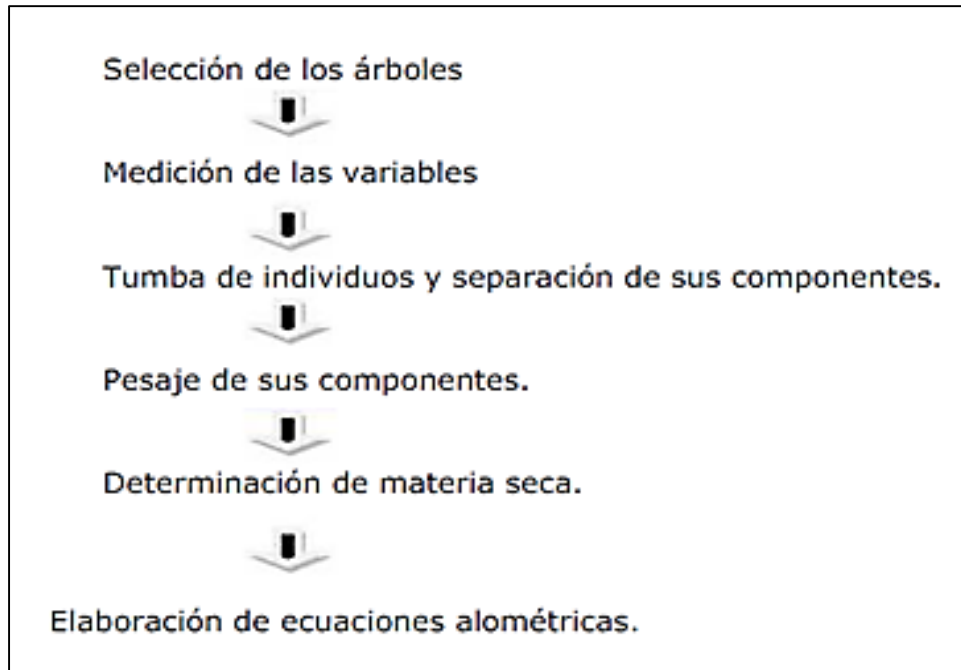 Selección de los árboles
Medición de las variables
Tumba de individuos y separación de sus componentes.
Pesaje de sus componentes.
Determinación de materia seca.
Elaboración de ecuaciones alométricas.